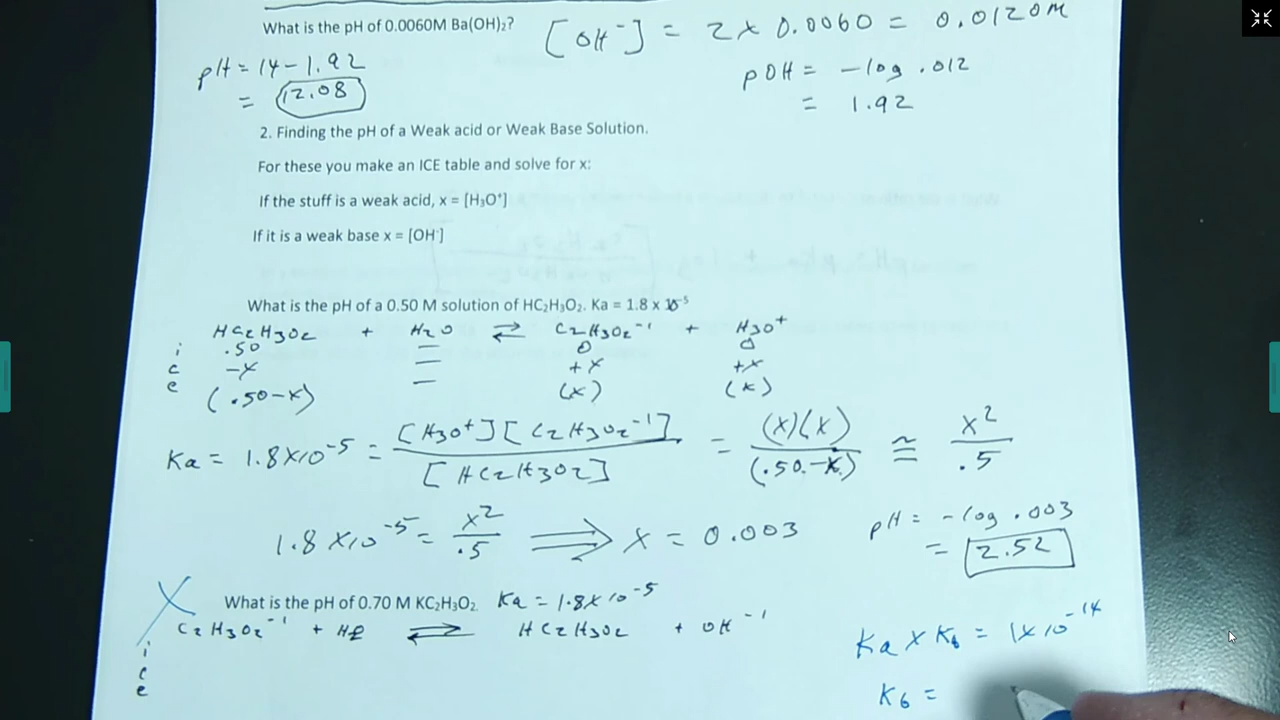 What is the pH of 0.0060M Ba(OH)₂? [OH⁻] = 2 x 0.0060 = 0.0120M
pH = 14 - 1.92 pOH = -log .012
= 12.08 = 1.92
2. Finding the pH of a Weak acid or Weak Base Solution.
For these you make an ICE table and solve for x:
If the stuff is a weak acid, x = [H₃O⁺]
If it is a weak base x = [OH⁻]
What is the pH of a 0.50 M solution of HC₂H₃O₂. Ka = 1.8 x 10⁻⁵
HC₂H₃O₂ + H₂O ⇌ C₂H₃O₂⁻¹ + H₃O⁺
i .50 — 0 0
c -x — +x +x
e (.50-x) — (x) (x)
Ka = 1.8x10⁻⁵ = [H₃O⁺][C₂H₃O₂⁻¹] / [HC₂H₃O₂] = (x)(x) / (.50-x) ≅ x² / .5
1.8 x10⁻⁵ = x² / .5 ⟹ x = 0.003 pH = -log .003
= 2.52
X What is the pH of 0.70 M KC₂H₃O₂. Ka = 1.8x10⁻⁵
C₂H₃O₂⁻¹ + ⇌ HC₂H₃O₂ + OH⁻¹
i Ka x Kb = 1x10⁻¹⁴
c
e Kb =